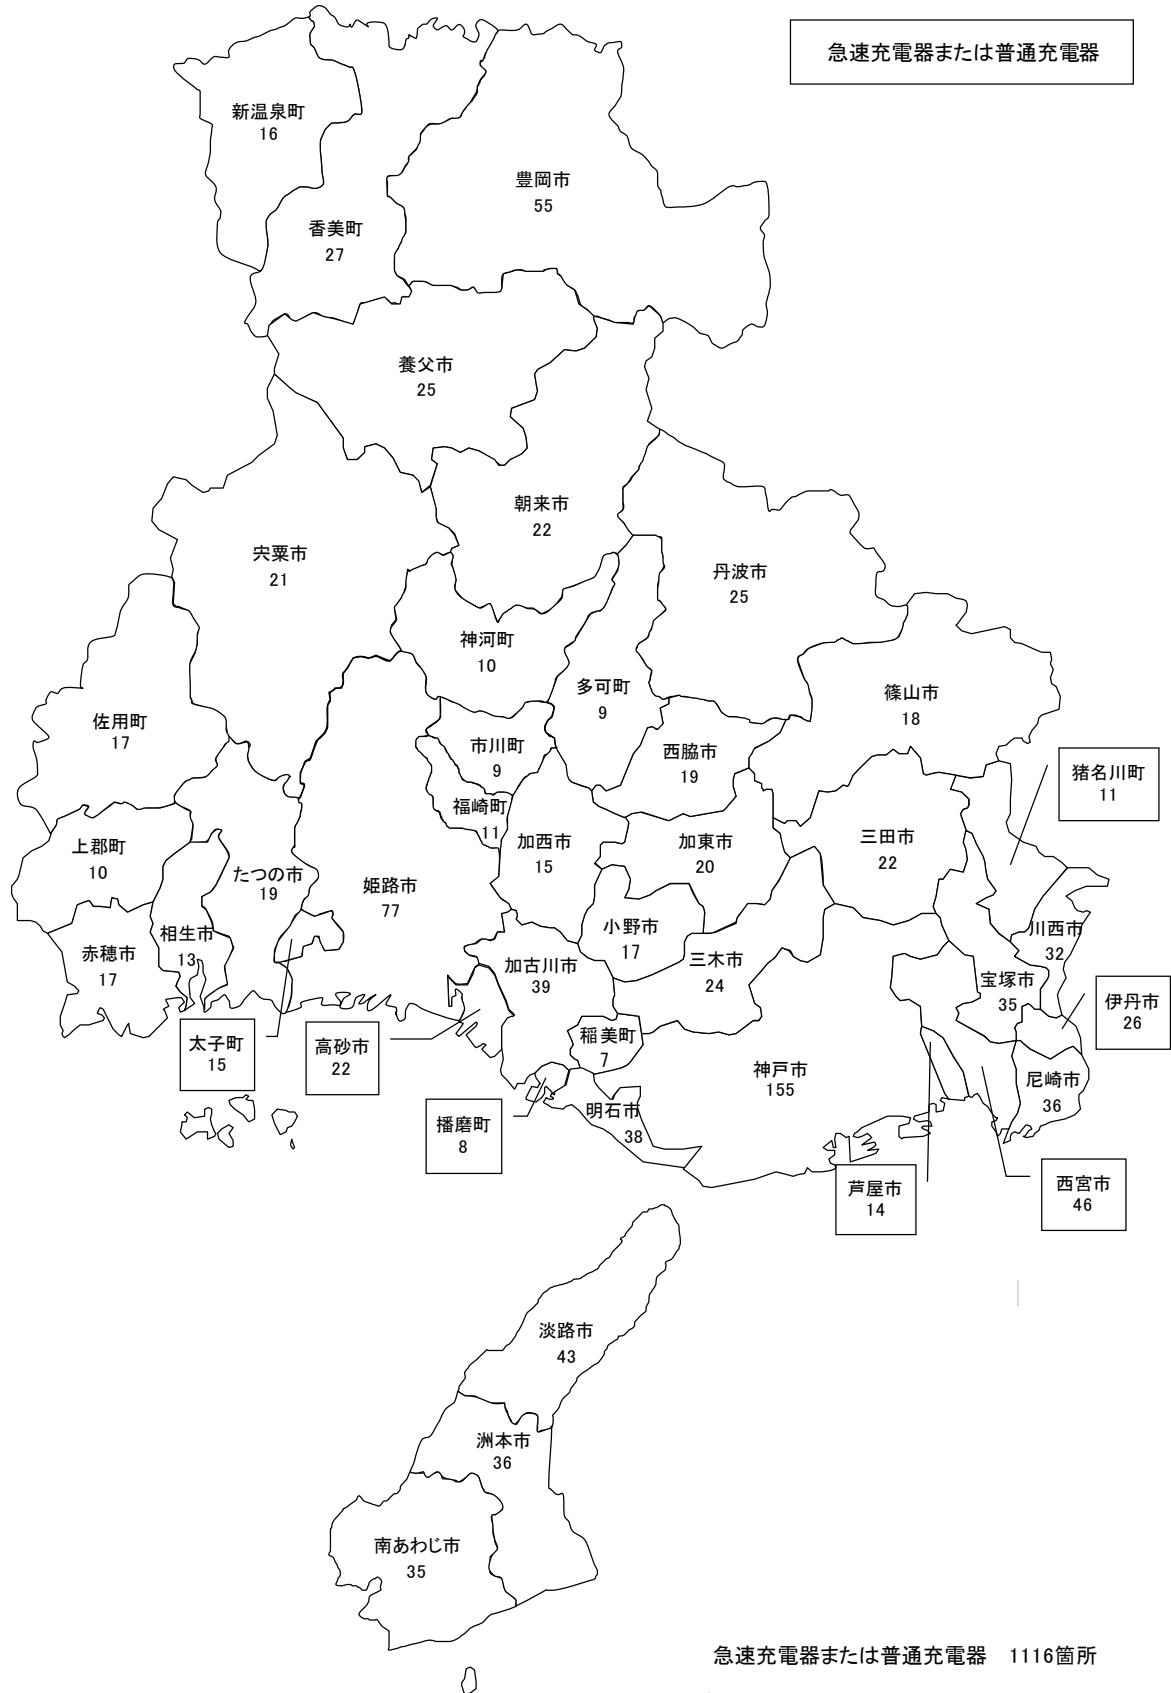 急速充電器または普通充電器
新温泉町
16
豊岡市
55
香美町
27
養父市
25
朝来市
22
宍粟市
21
丹波市
25
神河町
10
多可町
9
篠山市
18
佐用町
17
市川町
9
西脇市
19
猪名川町
11
福崎町
11
加西市
15
加東市
20
三田市
22
上郡町
10
たつの市
19
姫路市
77
小野市
17
川西市
32
赤穂市
17
相生市
13
加古川市
39
三木市
24
宝塚市
35
伊丹市
26
太子町
15
高砂市
22
稲美町
7
神戸市
155
尼崎市
36
播磨町
8
明石市
38
芦屋市
14
西宮市
46
淡路市
43
洲本市
36
南あわじ市
35
急速充電器または普通充電器　1116箇所